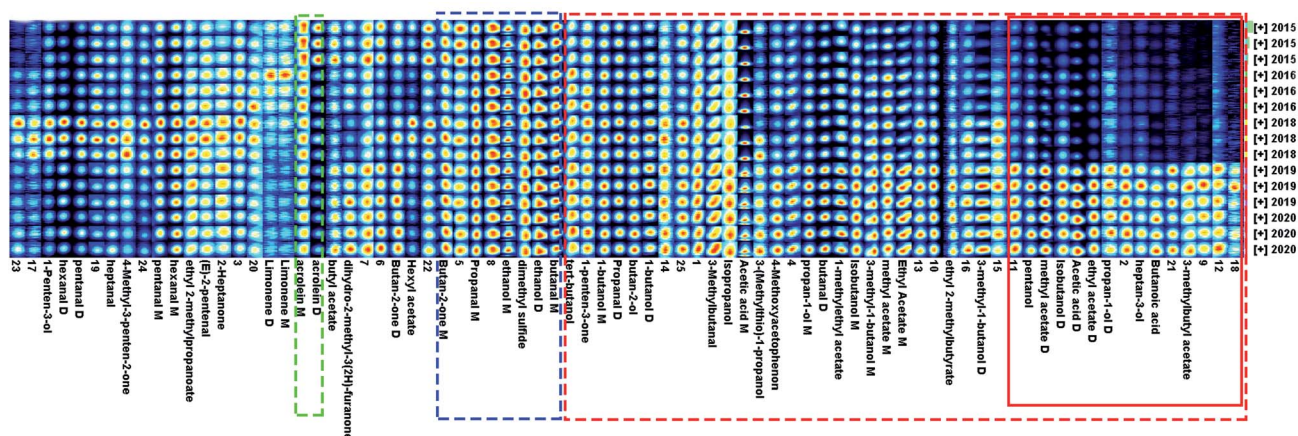 [+] 2015
[+] 2015
[+] 2015
[+] 2016
[+] 2016
[+] 2016
[+] 2018
[+] 2018
[+] 2018
[+] 2019
[+] 2019
[+] 2019
[+] 2020
[+] 2020
[+] 2020
23
17
1-Penten-3-ol
hexanal D
pentanal D
19
heptanal
4-Methyl-3-penten-2-one
24
pentanal M
hexanal M
ethyl 2-methylpropanoate
(E)-2-pentenal
2-Heptanone
3
20
Limomene D
Limomene M
acrolein M
acrolein D
butyl acetate
dihydro-2-methyl-3(2H)-furanone
7
6
Butan-2-one D
Hexyl acetate
22
Butan-2-one M
5
Propanal M
8
ethanol M
dimethyl sulfide
ethanol D
butanal M
tert-butanol
1-penten-3-one
1-butanol M
Propanal D
butan-2-ol
1-butanol D
14
25
1
3-Methylbutanal
Isopropanol
Acetic acid M
3-(Methylthio)-1-propanol
4-Methoxyacetophenon
4
propan-1-ol M
butanal D
1-methylethyl acetate
Isobutanol M
3-methyl-1-butanol M
methyl acetate M
Ethyl Acetate M
13
10
ethyl 2-methylbutyrate
16
3-methyl-1-butanol D
15
11
pentanol
methyl acetate D
Isobutanol D
Acetic acid D
ethyl acetate D
propan-1-ol D
2
heptan-3-ol
Butanoic acid
21
3-methylbutyl acetate
9
12
18